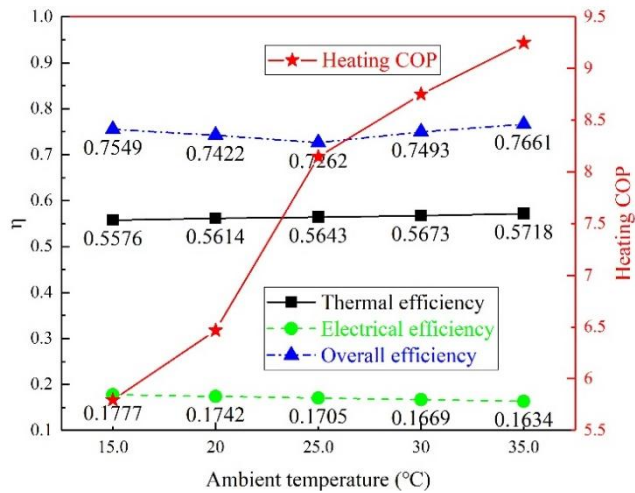 1.0
0.9
0.8
0.7
0.6
0.5
0.4
0.3
0.2
0.1
η
9.5
9
8.5
8
7.5
7
6.5
6
5.5
Heating COP
Heating COP
0.7549 0.7422 0.7262 0.7493 0.7661
0.5576 0.5614 0.5643 0.5673 0.5718
Thermal efficiency
Electrical efficiency
Overall efficiency
0.1777 0.1742 0.1705 0.1669 0.1634
15.0 20 25.0 30 35.0
Ambient temperature (℃)